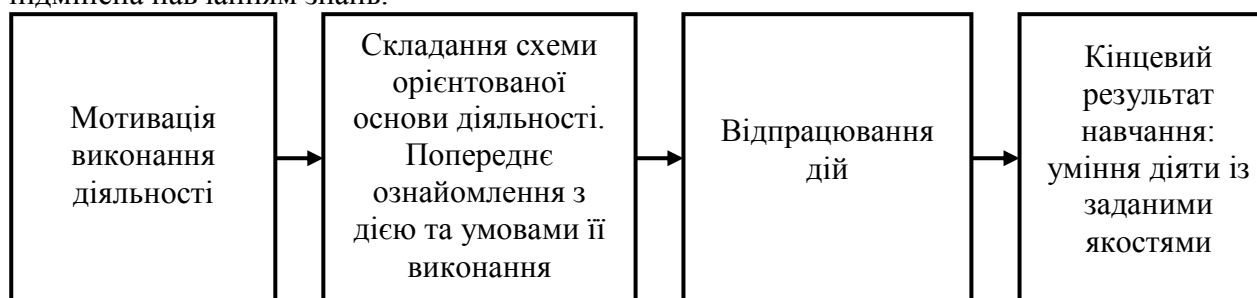 Мотивація
виконання
діяльності
Складання схеми
орієнтованої
основи діяльності.
Попереднє
ознайомлення з
дією та умовами її
виконання
Відпрацювання
дій
Кінцевий
результат
навчання:
уміння діяти із
заданими
якостями